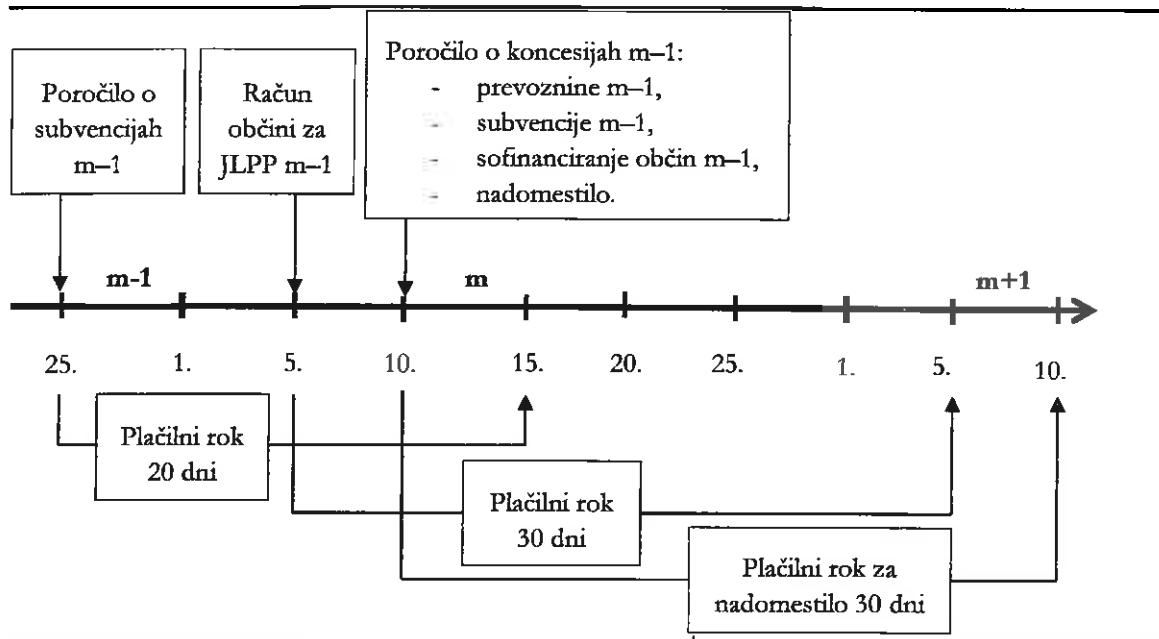 Poročilo o
subvencijah
m–1
Račun
občini za
JLPP m–1
Poročilo o koncesijah m–1:
- prevoznine m–1,
- subvencije m–1,
- sofinanciranje občin m–1,
- nadomestilo.
m-1
m
m+1
25.
1.
5.
10.
15.
20.
25.
1.
5.
10.
Plačilni rok
20 dni
Plačilni rok
30 dni
Plačilni rok za
nadomestilo 30 dni